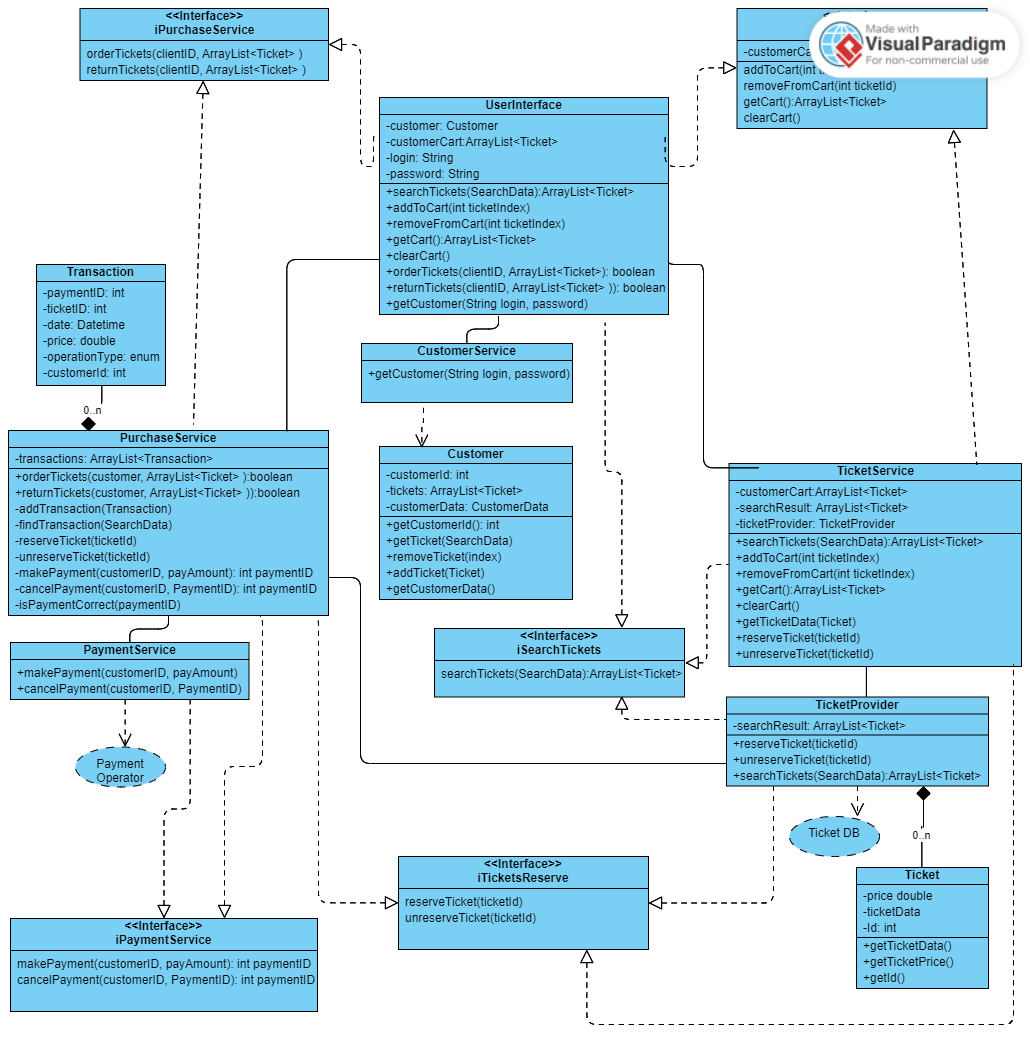 <<Interface>>
iPurchaseService
orderTickets(clientID, ArrayList<Ticket> )
returnTickets(clientID, ArrayList<Ticket> )
Made with
VisualParadigm
For non-commercial use
addToCart(int
removeFromCart(int ticketId)
getCart():ArrayList<Ticket>
clearCart()
UserInterface
-customer: Customer
-customerCart:ArrayList<Ticket>
-login: String
-password: String
+searchTickets(SearchData):ArrayList<Ticket>
+addToCart(int ticketIndex)
+removeFromCart(int ticketIndex)
+getCart():ArrayList<Ticket>
+clearCart()
+orderTickets(clientID, ArrayList<Ticket>): boolean
+returnTickets(clientID, ArrayList<Ticket> )): boolean
+getCustomer(String login, password)
Transaction
-paymentID: int
-ticketID: int
-date: Datetime
-price: double
-operationType: enum
-customerId: int
0..n
CustomerService
+getCustomer(String login, password)
PurchaseService
-transactions: ArrayList<Transaction>
+orderTickets(customer, ArrayList<Ticket> ):boolean
+returnTickets(customer, ArrayList<Ticket> )):boolean
-addTransaction(Transaction)
-findTransaction(SearchData)
-reserveTicket(ticketId)
-unreserveTicket(ticketId)
-makePayment(customerID, payAmount): int paymentID
-cancelPayment(customerID, PaymentID): int paymentID
-isPaymentCorrect(paymentID)
Customer
-customerId: int
-tickets: ArrayList<Ticket>
-customerData: CustomerData
+getCustomerId(): int
+getTicket(SearchData)
+removeTicket(index)
+addTicket(Ticket)
+getCustomerData()
TicketService
-customerCart:ArrayList<Ticket>
-searchResult: ArrayList<Ticket>
-ticketProvider: TicketProvider
+searchTickets(SearchData):ArrayList<Ticket>
+addToCart(int ticketIndex)
+removeFromCart(int ticketIndex)
+getCart():ArrayList<Ticket>
+clearCart()
+getTicketData(Ticket)
+reserveTicket(ticketId)
+unreserveTicket(ticketId)
<<Interface>>
iSearchTickets
searchTickets(SearchData):ArrayList<Ticket>
PaymentService
+makePayment(customerID, payAmount)
+cancelPayment(customerID, PaymentID)
TicketProvider
-searchResult: ArrayList<Ticket>
+reserveTicket(ticketId)
+unreserveTicket(ticketId)
+searchTickets(SearchData):ArrayList<Ticket>
Payment
Operator
Ticket DB
0..n
<<Interface>>
iTicketsReserve
reserveTicket(ticketId)
unreserveTicket(ticketId)
Ticket
-price double
-ticketData
-Id: int
+getTicketData()
+getTicketPrice()
+getId()
<<Interface>>
iPaymentService
makePayment(customerID, payAmount): int paymentID
cancelPayment(customerID, PaymentID): int paymentID